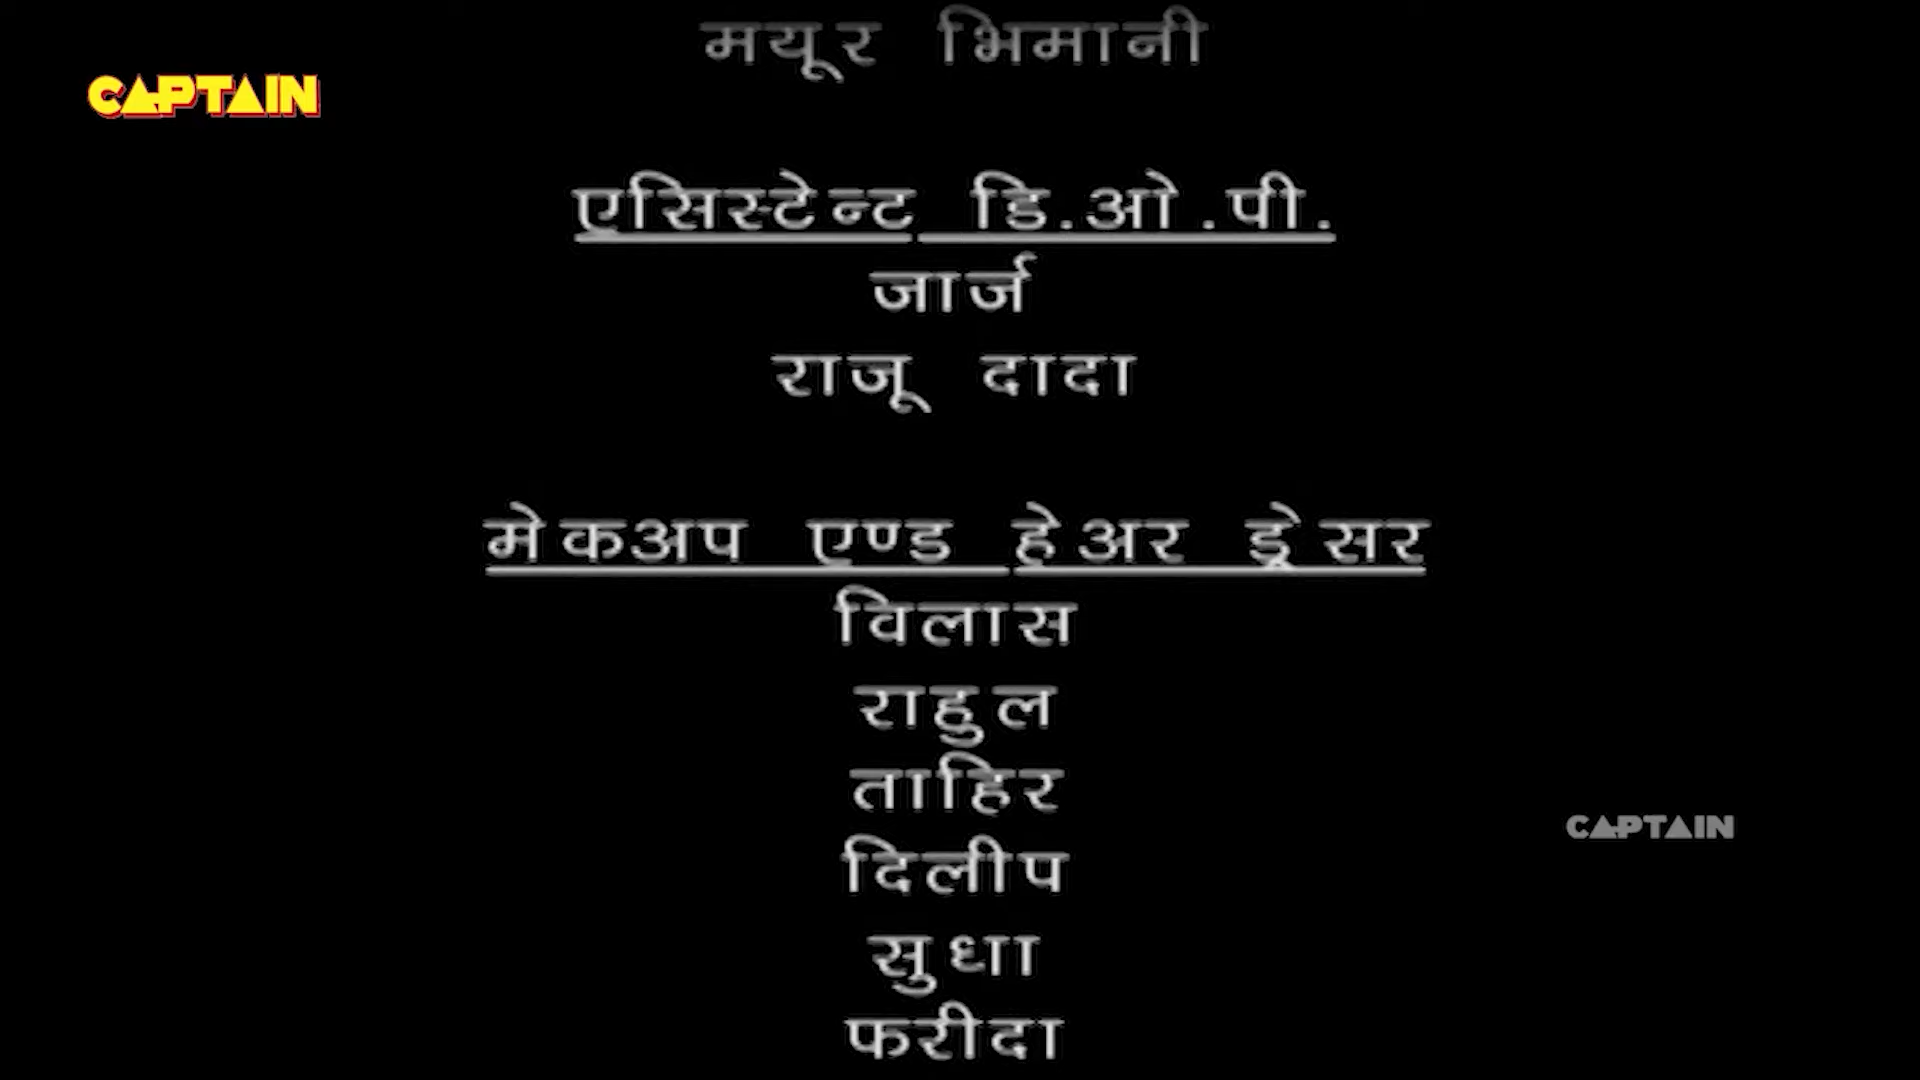 मयूर भिमानी
CAPTAIN
एसिस्टेन्ट डि.ओ.पी.
जार्ज
राजू दादा
मेकअप एण्ड हेअर ड्रेसर
विलास
राहुल
ताहिर
CAPTAIN
दिलीप
सुधा
फरीदा